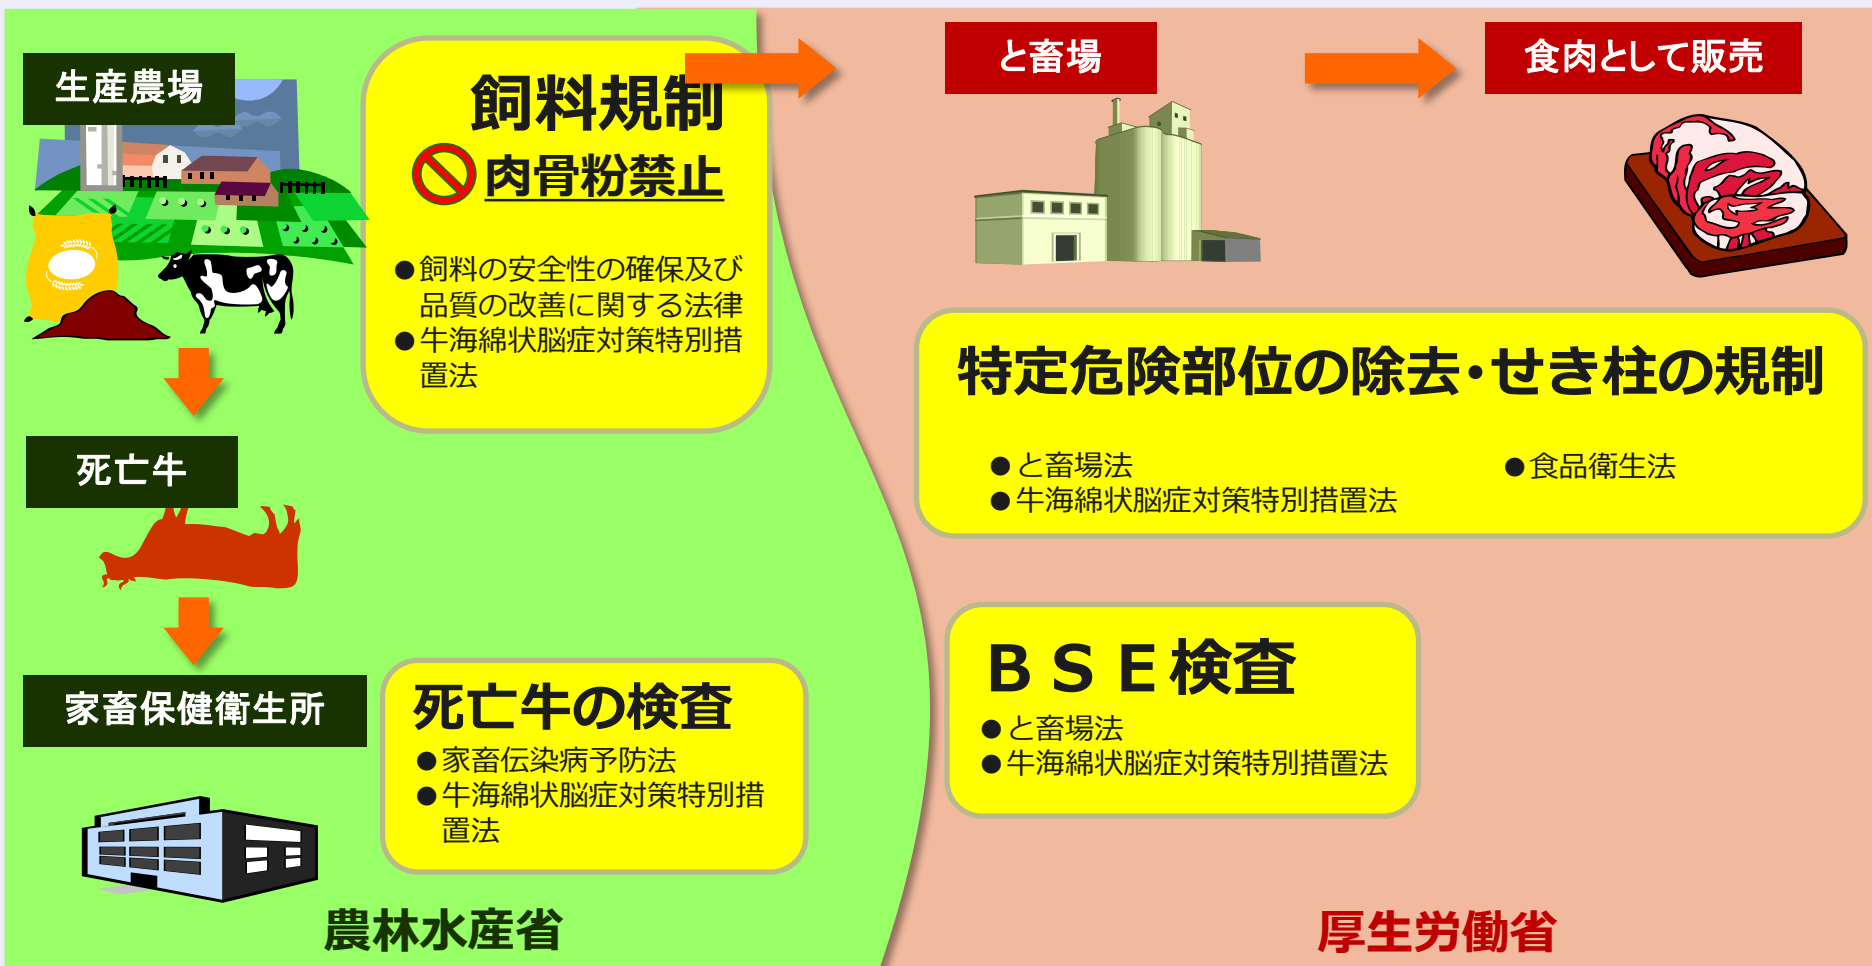 生産農場
飼料規制
肉骨粉禁止
●飼料の安全性の確保及び
品質の改善に関する法律
●牛海綿状脳症対策特別措
置法
死亡牛
家畜保健衛生所
死亡牛の検査
●家畜伝染病予防法
●牛海綿状脳症対策特別措
置法
農林水産省
と畜場
食肉として販売
特定危険部位の除去・せき柱の規制
●と畜場法
●牛海綿状脳症対策特別措置法
●食品衛生法
ＢＳＥ検査
●と畜場法
●牛海綿状脳症対策特別措置法
厚生労働省